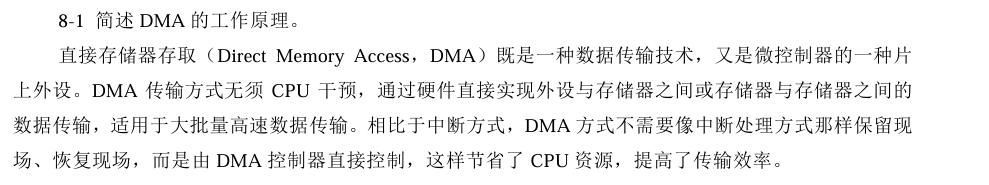 8-1 简述 DMA 的工作原理。
直接存储器存取（Direct Memory Access，DMA）既是一种数据传输技术，又是微控制器的一种片
上外设。DMA 传输方式无须 CPU 干预，通过硬件直接实现外设与存储器之间或存储器与存储器之间的
数据传输，适用于大批量高速数据传输。相比于中断方式，DMA 方式不需要像中断处理方式那样保留现
场、恢复现场，而是由 DMA 控制器直接控制，这样节省了 CPU 资源，提高了传输效率。